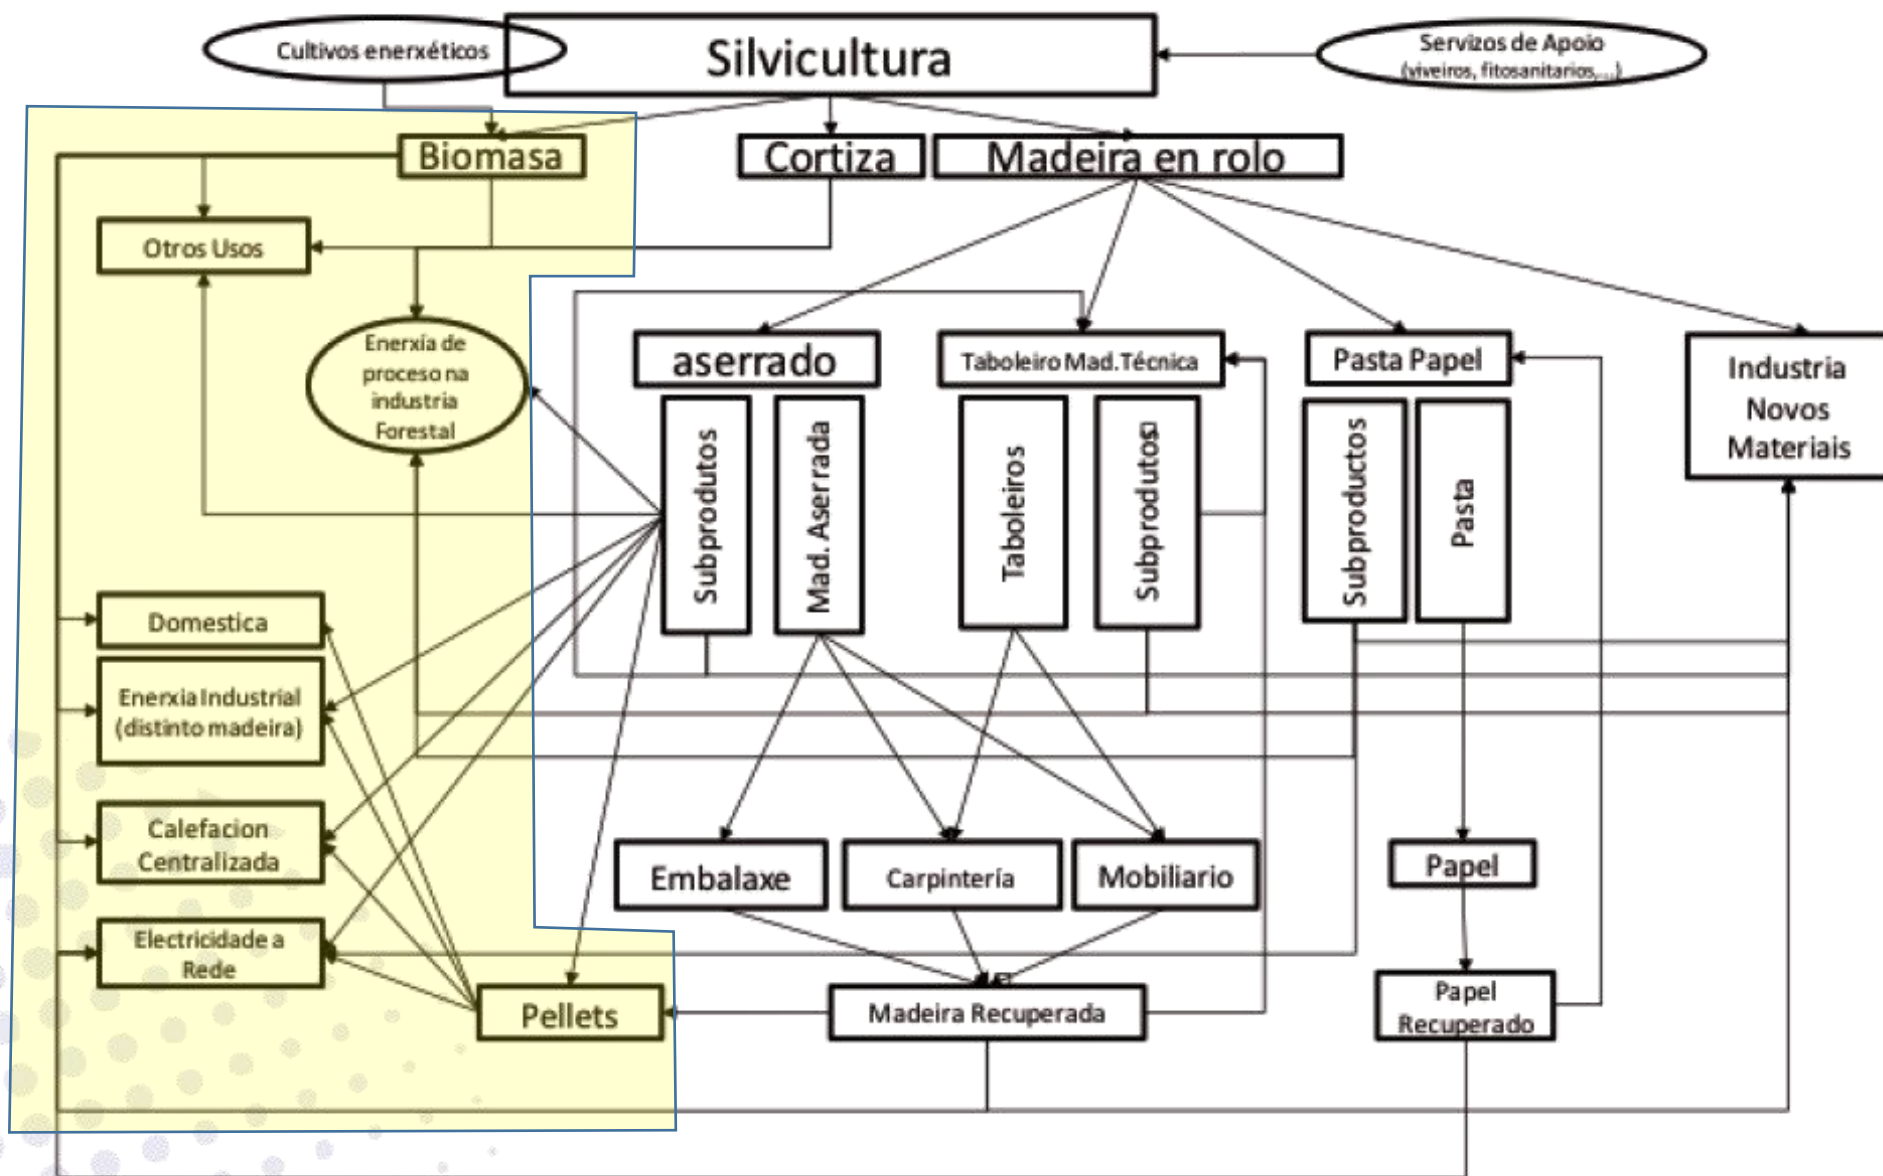 Cultivos enerxéticos
Silvicultura
Servizos de Apoio
(viveiros, fitosanitarios,...)
Biomasa
Cortiza
Madeira en rolo
Otros Usos
Enerxía de
proceso na
industria
Forestal
aserrado
Taboleiro Mad.Técnica
Pasta Papel
Industria
Novos
Materiais
Subprodutos
Mad. Aserrada
Taboleiros
Subprodutos
Subproductos
Pasta
Domestica
Enerxia Industrial
(distinto madeira)
Calefacion
Centralizada
Electricidade a
Rede
Embalaxe
Carpintería
Mobiliario
Papel
Pellets
Madeira Recuperada
Papel
Recuperado